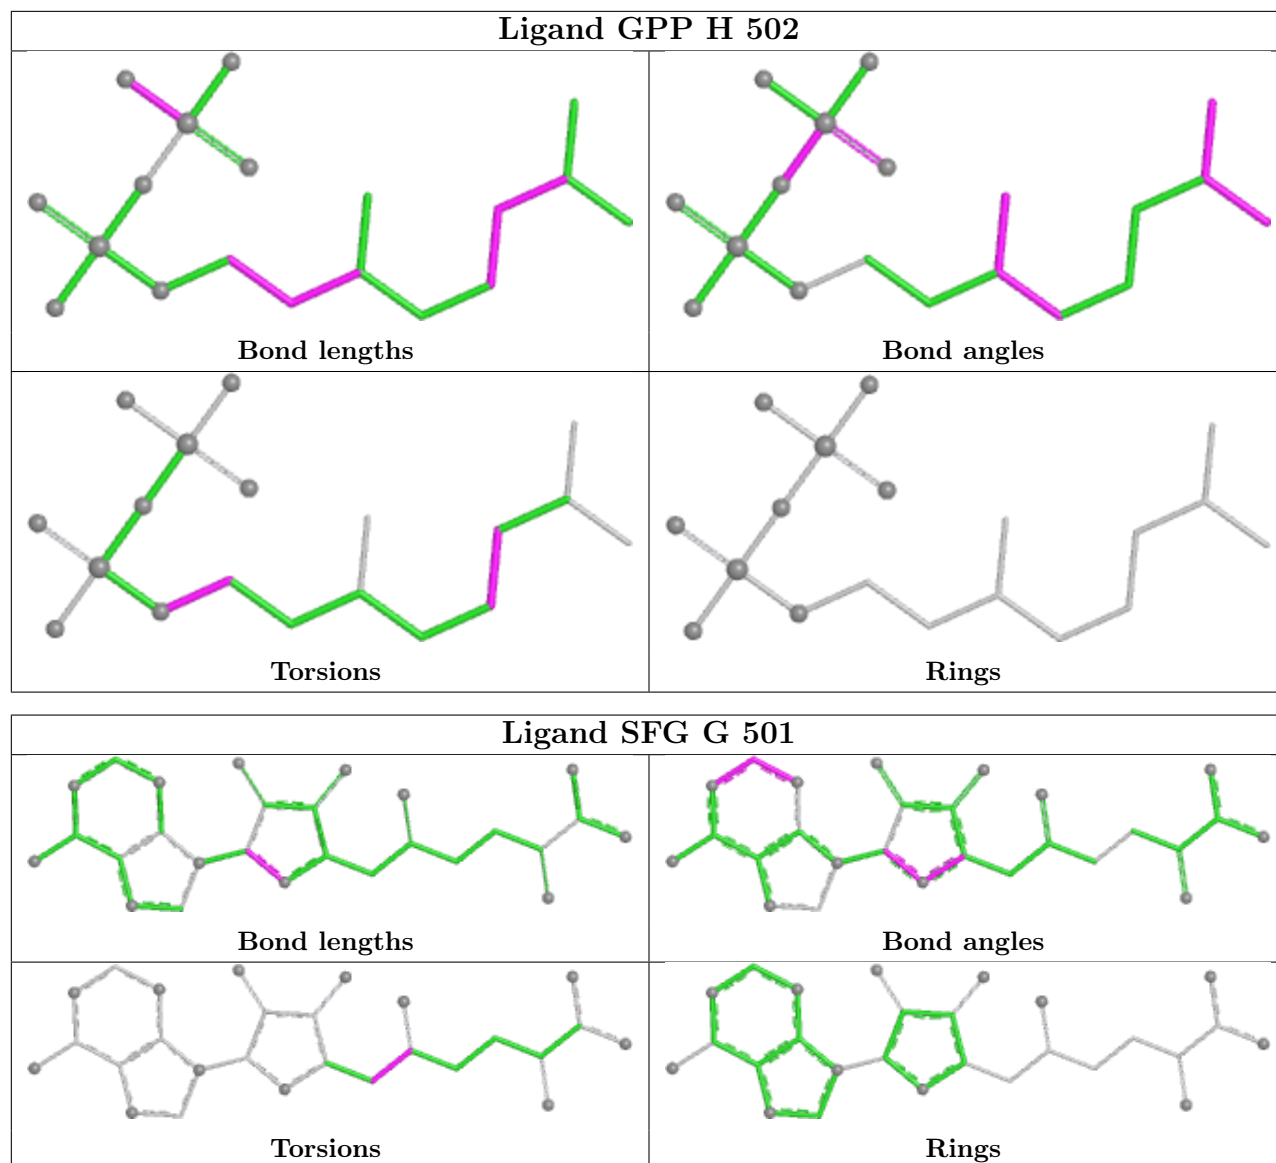 Ligand GPP H 502
Bond lengths
Bond angles
Torsions
Rings
Ligand SFG G 501
Bond lengths
Bond angles
Torsions
Rings